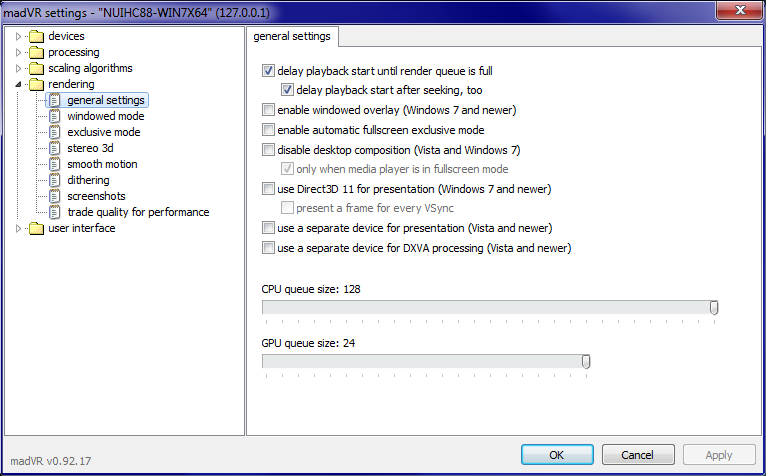 madVR settings - "NUIHC88-WIN7X64" (127.0.0.1)
devices
processing
scaling algorithms
rendering
general settings
windowed mode
exclusive mode
stereo 3d
smooth motion
dithering
screenshots
trade quality for performance
user interface
general settings
delay playback start until render queue is full
delay playback start after seeking, too
enable windowed overlay (Windows 7 and newer)
enable automatic fullscreen exclusive mode
disable desktop composition (Vista and Windows 7)
only when media player is in fullscreen mode
use Direct3D 11 for presentation (Windows 7 and newer)
present a frame for every VSync
use a separate device for presentation (Vista and newer)
use a separate device for DXVA processing (Vista and newer)
CPU queue size: 128
GPU queue size: 24
madVR v0.92.17
OK
Cancel
Apply